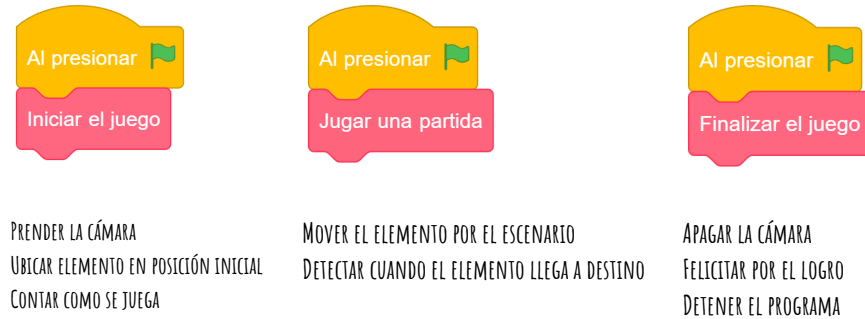 Al presionar
Iniciar el juego
Prender la cámara
Ubicar elemento en posición inicial
Contar como se juega
Al presionar
Jugar una partida
Mover el elemento por el escenario
Detectar cuando el elemento llega a destino
Al presionar
Finalizar el juego
Apagar la cámara
Felicitar por el logro
Detener el programa